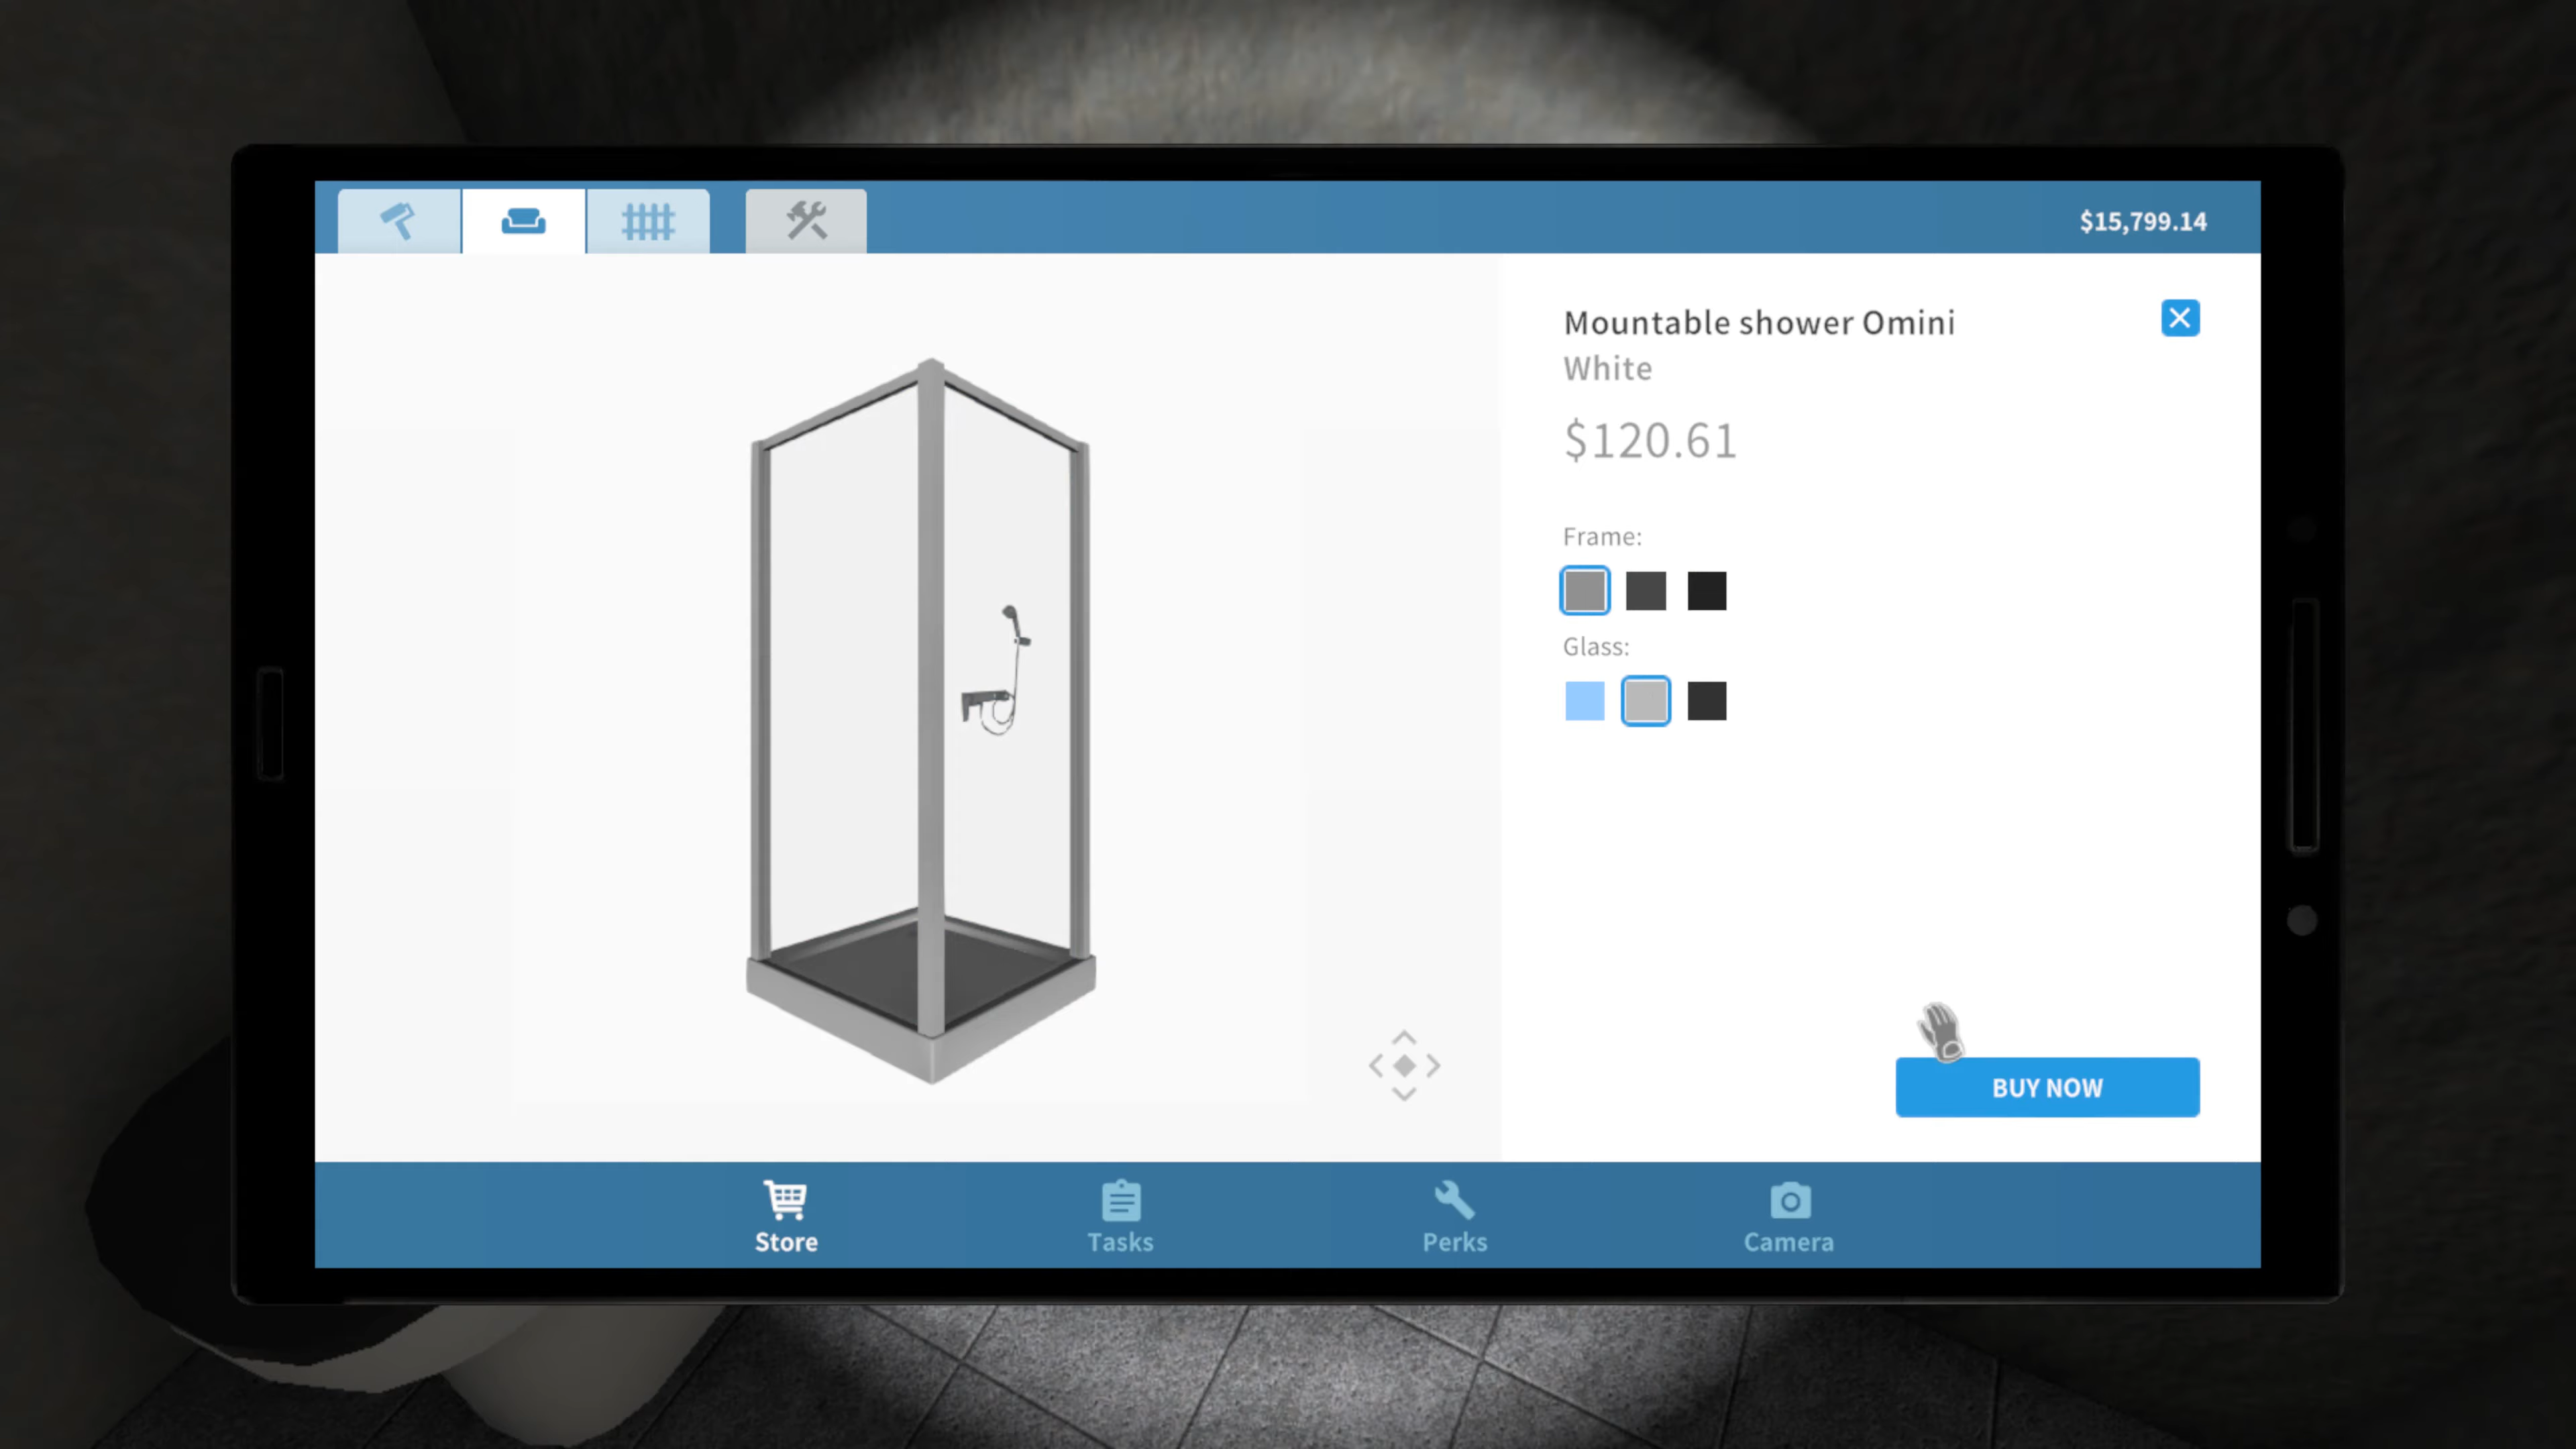 $15,799.14
Mountable shower Omini
White
$120.61
Frame:
Glass:
BUY NOW
Store
Tasks
Perks
Camera